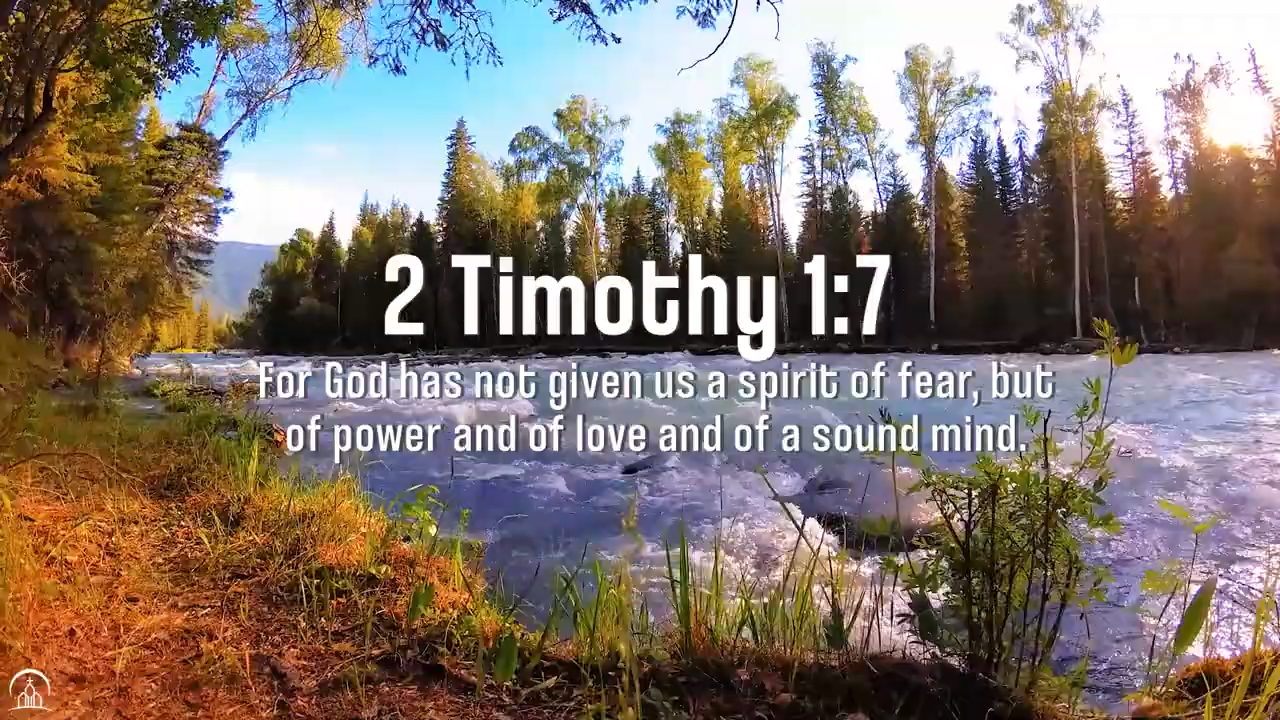 2 Timothy 1:7
For God has not given us a spirit of fear, but
of power and of love and of a sound mind.